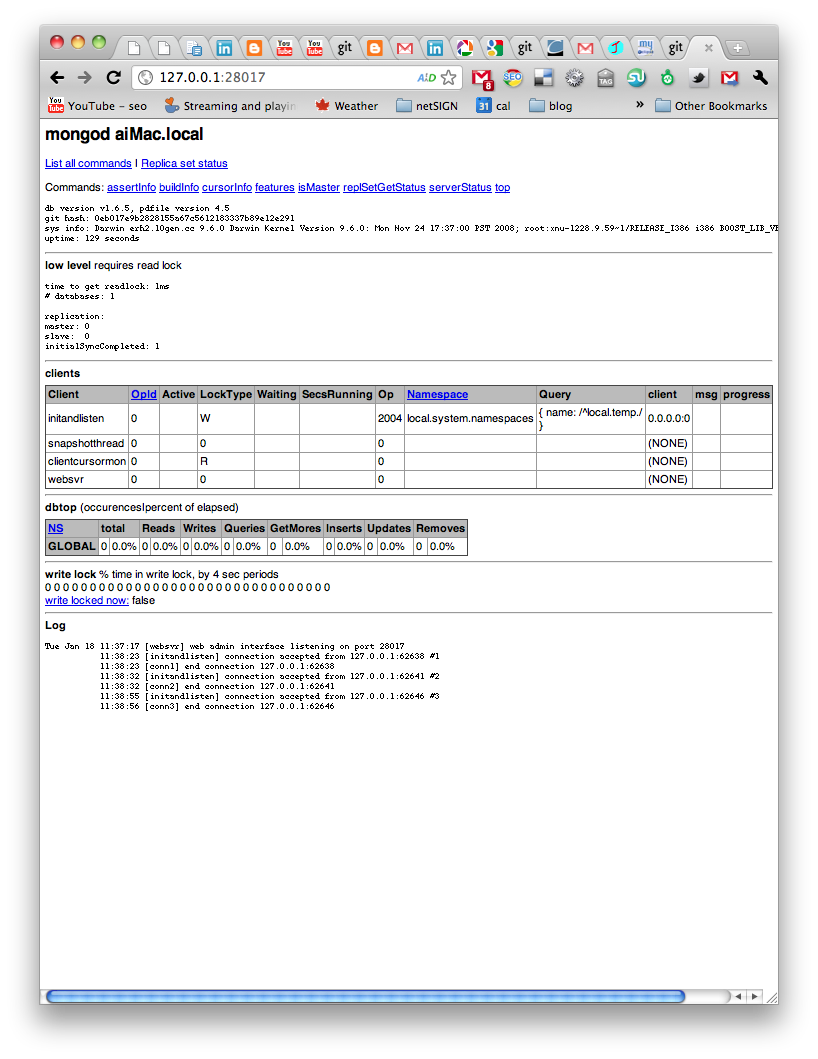 git
git
git
127.0.0.1:28017
YouTube - seo
Streaming and playin
Weather
netSIGN
31
cal
blog
»
Other Bookmarks
mongod aiMac.local
List all commands | Replica set status
Commands: assertInfo buildInfo cursorInfo features isMaster replSetGetStatus serverStatus top
db version v1.6.5, pdfile version 4.5
git hash: 0eb017e9b2828155a67c5612183337b89e12e291
sys info: Darwin erh2.10gen.cc 9.6.0 Darwin Kernel Version 9.6.0: Mon Nov 24 17:37:00 PST 2008; root:xnu-1228.9.59~1/RELEASE_I386 i386 BOOST_LIB_VE
uptime: 129 seconds
low level requires read lock
time to get readlock: 1ms
# databases: 1
replication:
master: 0
slave: 0
initialSyncCompleted: 1
clients
Client OpId Active LockType Waiting SecsRunning Op Namespace Query client msg progress
initandlisten 0 W 2004 local.system.namespaces { name: /^local.temp./ } 0.0.0.0:0
snapshotthread 0 0 0 (NONE)
clientcursormon 0 R 0 (NONE)
websvr 0 0 0 (NONE)
dbtop (occurences|percent of elapsed)
NS total Reads Writes Queries GetMores Inserts Updates Removes
GLOBAL 0 0.0% 0 0.0% 0 0.0% 0 0.0% 0 0.0% 0 0.0% 0 0.0% 0 0.0%
write lock % time in write lock, by 4 sec periods
0 0 0 0 0 0 0 0 0 0 0 0 0 0 0 0 0 0 0 0 0 0 0 0 0 0 0 0 0 0 0 0
write locked now: false
Log
Tue Jan 18 11:37:17 [websvr] web admin interface listening on port 28017
11:38:23 [initandlisten] connection accepted from 127.0.0.1:62638 #1
11:38:23 [conn1] end connection 127.0.0.1:62638
11:38:32 [initandlisten] connection accepted from 127.0.0.1:62641 #2
11:38:32 [conn2] end connection 127.0.0.1:62641
11:38:55 [initandlisten] connection accepted from 127.0.0.1:62646 #3
11:38:56 [conn3] end connection 127.0.0.1:62646